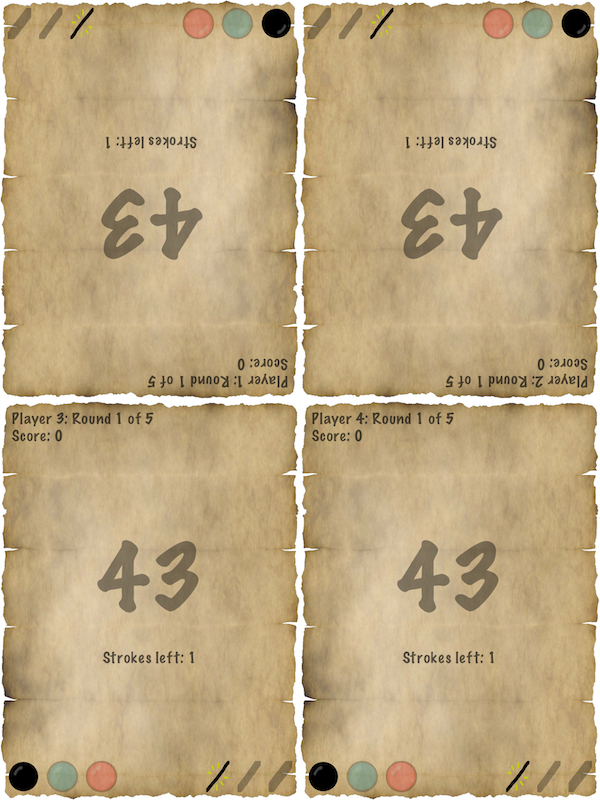 Strokes left: 1
43
Score: 0
Player 1: Round 1 of 5
Strokes left: 1
43
Score: 0
Player 2: Round 1 of 5
Player 3: Round 1 of 5
Score: 0
43
Strokes left: 1
Player 4: Round 1 of 5
Score: 0
43
Strokes left: 1